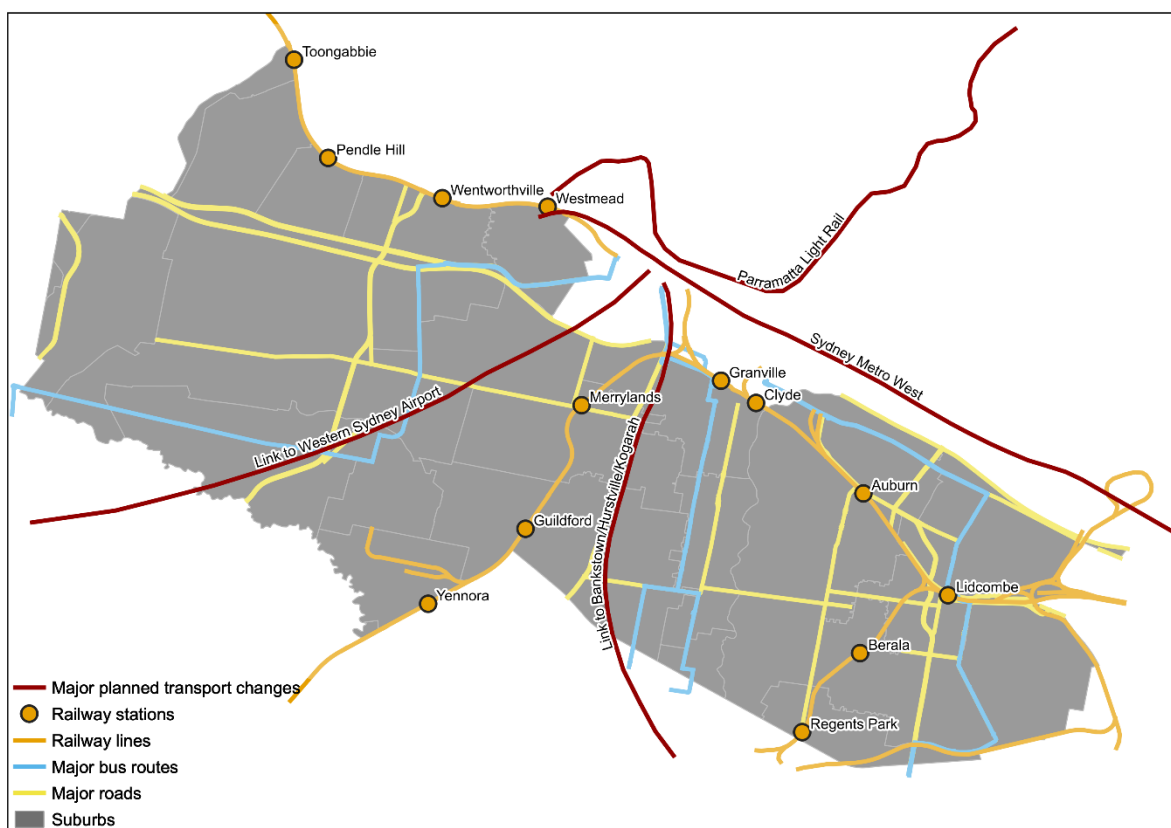 Toongabbie
Pendle Hill
Wentworthville
Westmead
Parramatta Light Rail
Sydney Metro West
Granville
Clyde
Merrylands
Link to Western Sydney Airport
Link to Bankstown/Hurstville/Kogarah
Auburn
Guildford
Lidcombe
Yennora
Berala
Regents Park
Major planned transport changes
Railway stations
Railway lines
Major bus routes
Major roads
Suburbs